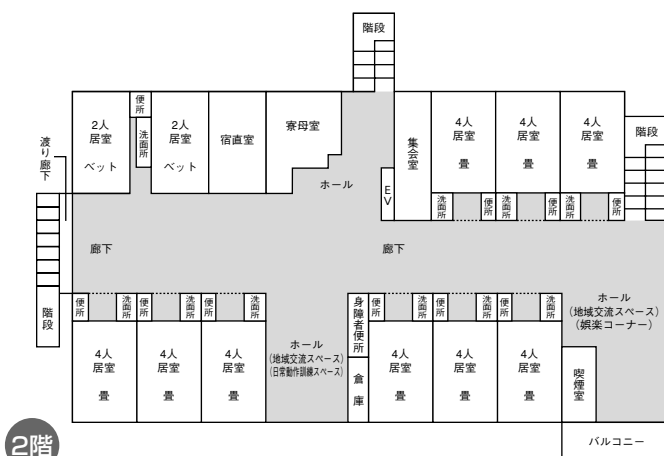 階段
2人
居室
ベット
便所
洗面所
2人
居室
ベット
宿直室
寮母室
ホール
EV
集会室
4人
居室
畳
4人
居室
畳
4人
居室
畳
階段
洗面所
便所
洗面所
便所
洗面所
便所
渡り廊下
廊下
廊下
階段
便所
洗面所
便所
洗面所
便所
洗面所
4人
居室
畳
4人
居室
畳
4人
居室
畳
ホール
(地域交流スペース)
(日常動作訓練スペース)
身障者便所
倉庫
便所
洗面所
便所
洗面所
便所
洗面所
4人
居室
畳
4人
居室
畳
4人
居室
畳
ホール
(地域交流スペース)
(娯楽コーナー)
喫煙室
バルコニー
2階